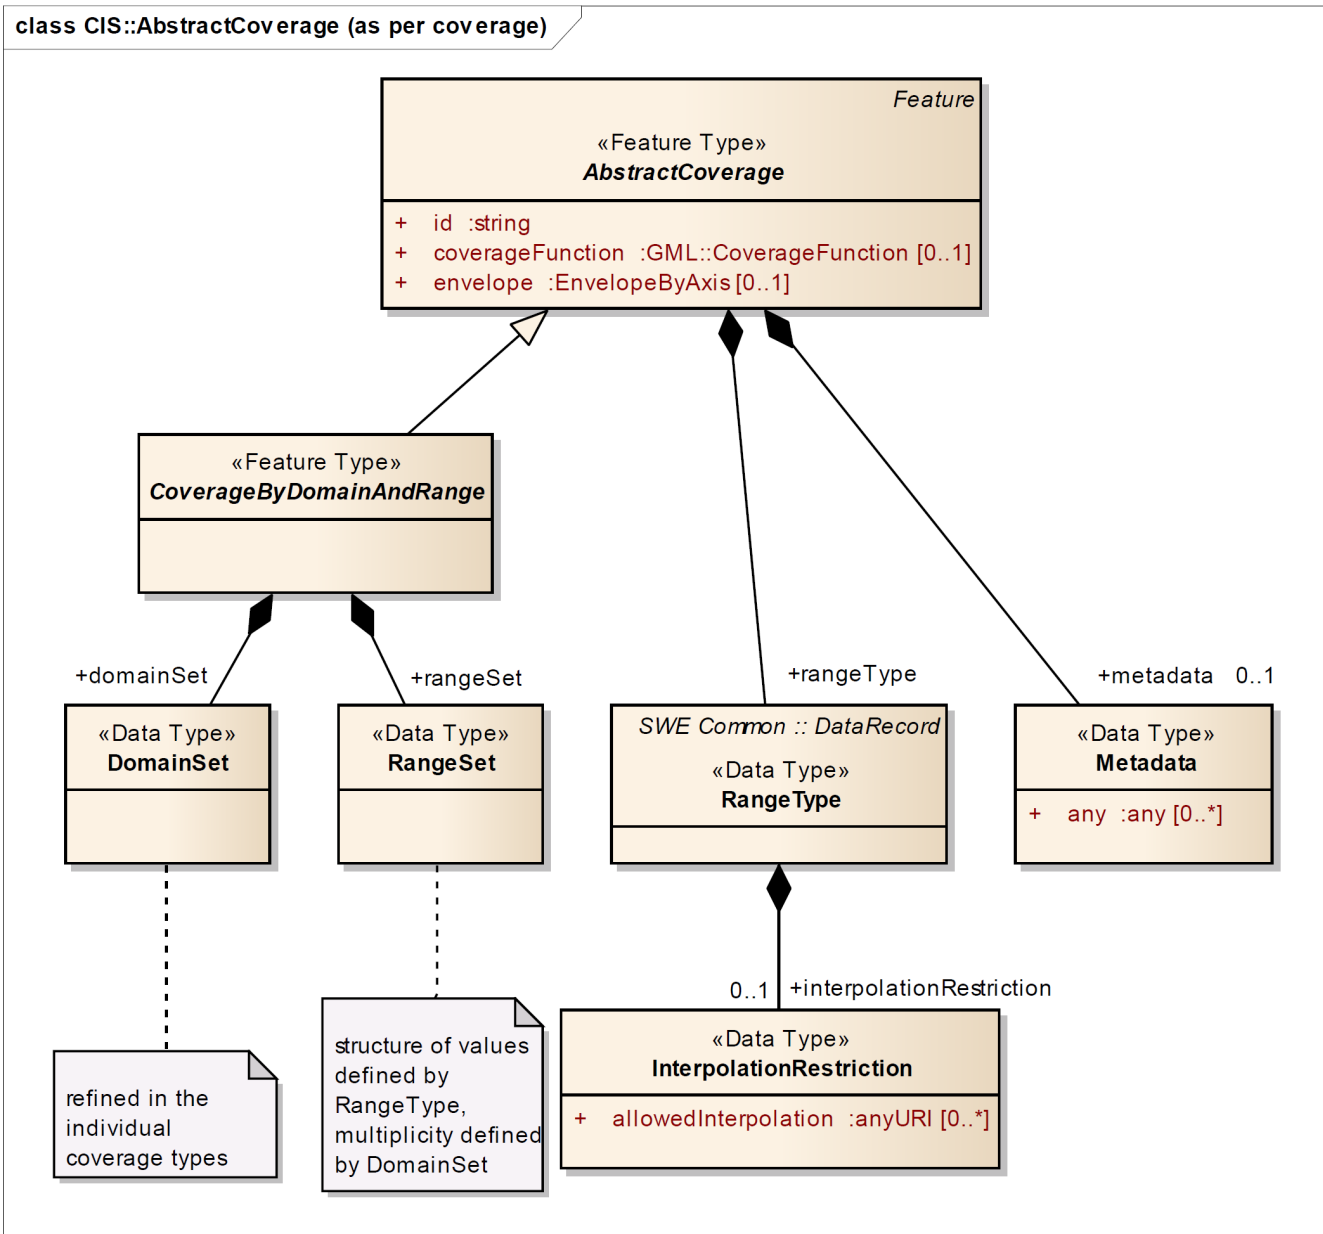 class CIS::AbstractCoverage (as per coverage)
Feature
«Feature Type»
AbstractCoverage
+ id :string
+ coverageFunction :GML::CoverageFunction [0..1]
+ envelope :EnvelopeByAxis [0..1]
«Feature Type»
CoverageByDomainAndRange
+domainSet
+rangeSet
+rangeType
+metadata 0..1
«Data Type»
DomainSet
«Data Type»
RangeSet
SWE Common :: DataRecord
«Data Type»
RangeType
«Data Type»
Metadata
+ any :any [0..*]
0..1 +interpolationRestriction
«Data Type»
InterpolationRestriction
+ allowedInterpolation :anyURI [0..*]
refined in the
individual
coverage types
structure of values
defined by
RangeType,
multiplicity defined
by DomainSet